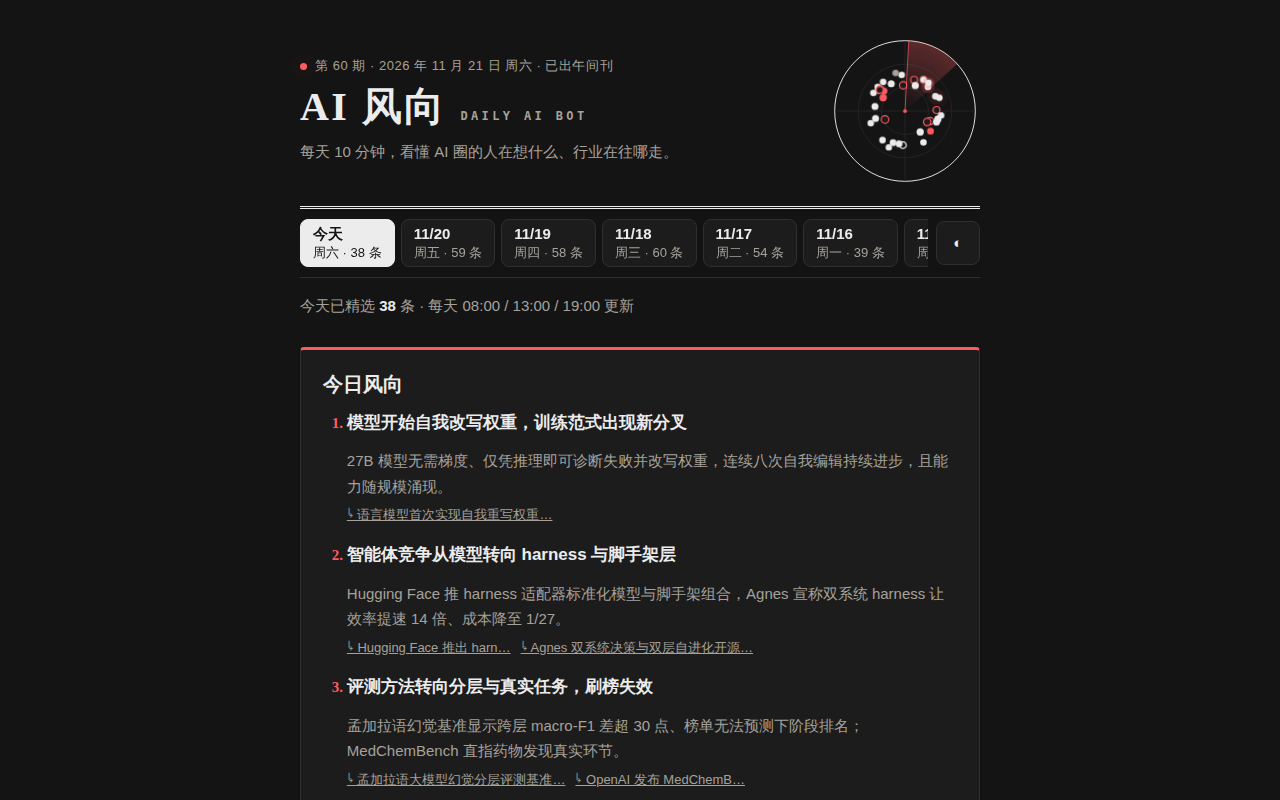 第 60 期 · 2026 年 11 月 21 日 周六 · 已出午间刊
AI 风向 DAILY AI BOT
每天 10 分钟，看懂 AI 圈的人在想什么、行业在往哪走。
今天
周六 · 38 条
11/20
周五 · 59 条
11/19
周四 · 58 条
11/18
周三 · 60 条
11/17
周二 · 54 条
11/16
周一 · 39 条
今天已精选 38 条 · 每天 08:00 / 13:00 / 19:00 更新
今日风向
1. 模型开始自我改写权重，训练范式出现新分叉
27B 模型无需梯度、仅凭推理即可诊断失败并改写权重，连续八次自我编辑持续进步，且能
力随规模涌现。
↳ 语言模型首次实现自我重写权重…
2. 智能体竞争从模型转向 harness 与脚手架层
Hugging Face 推 harness 适配器标准化模型与脚手架组合，Agnes 宣称双系统 harness 让
效率提速 14 倍、成本降至 1/27。
↳ Hugging Face 推出 harn… ↳ Agnes 双系统决策与双层自进化开源…
3. 评测方法转向分层与真实任务，刷榜失效
孟加拉语幻觉基准显示跨层 macro-F1 差超 30 点、榜单无法预测下阶段排名；
MedChemBench 直指药物发现真实环节。
↳ 孟加拉语大模型幻觉分层评测基准… ↳ OpenAI 发布 MedChemB…